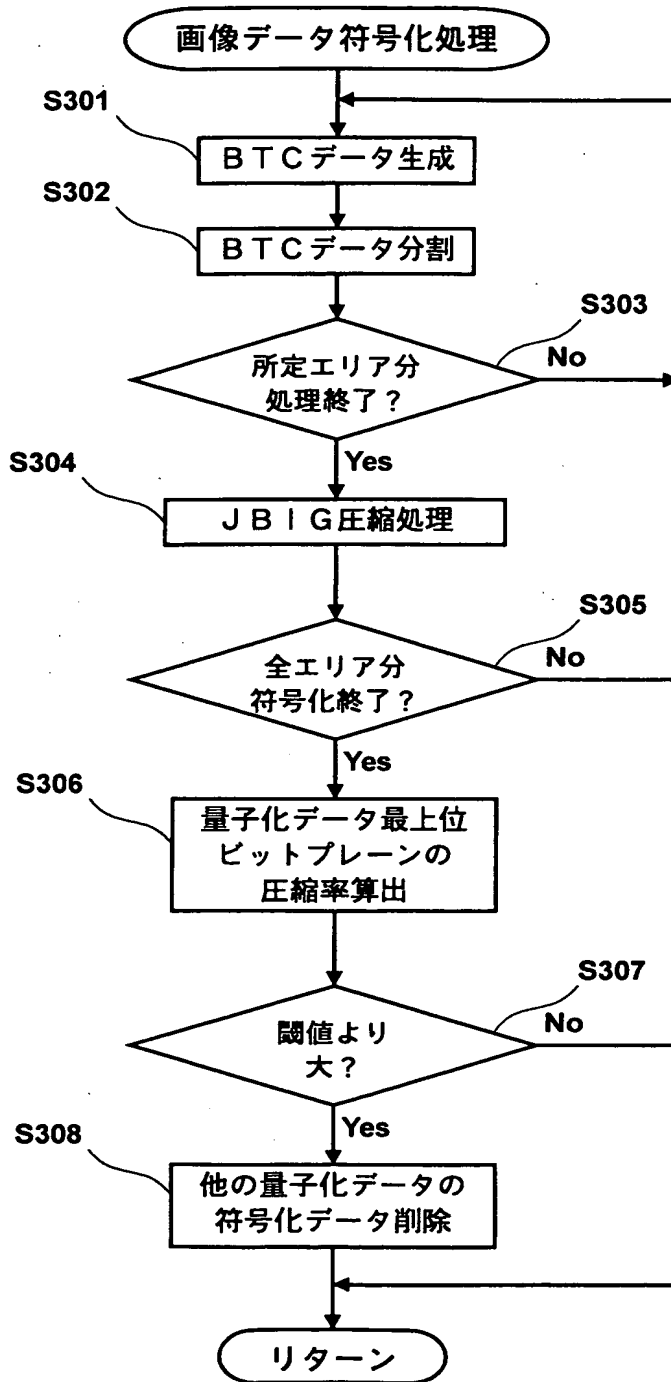 画像データ符号化処理
S301
BTCデータ生成
S302
BTCデータ分割
S303
所定エリア分
処理終了？
No
Yes
S304
JBIG圧縮処理
S305
全エリア分
符号化終了？
No
Yes
S306
量子化データ最上位
ビットプレーンの
圧縮率算出
S307
閾値より
大？
No
Yes
S308
他の量子化データの
符号化データ削除
リターン